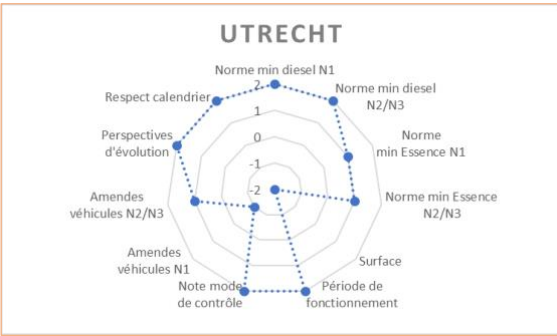 UTRECHT
Norme min diesel N1
Norme min diesel
N2/N3
Norme
min Essence N1
Norme min Essence
N2/N3
Surface
Période de
fonctionnement
Note mode
de contrôle
Amendes
véhicules N1
Amendes
véhicules N2/N3
Perspectives
d'évolution
Respect calendrier
2
1
0
-1
-2